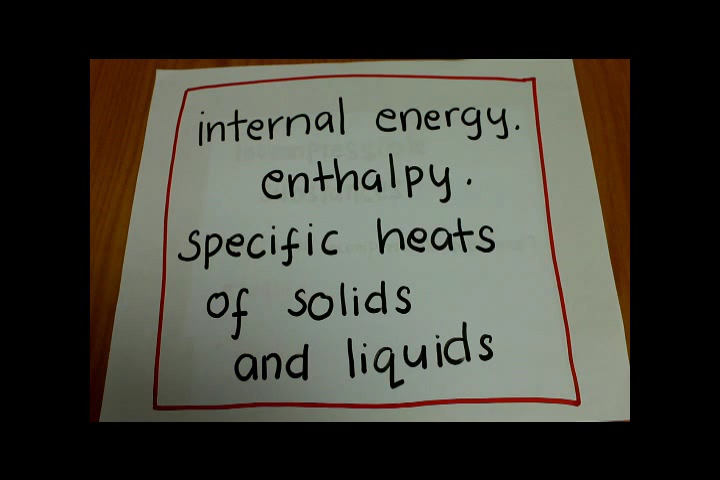 internal energy.
enthalpy.
specific heats
of solids
and liquids